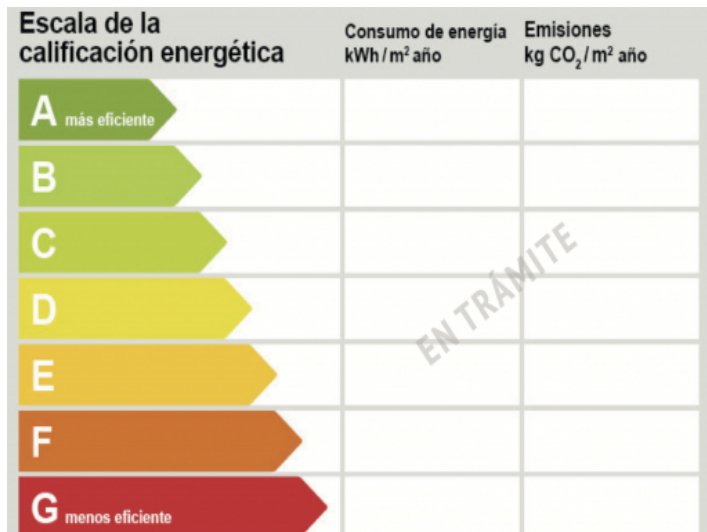 Escala de la
calificación energética
Consumo de energía
kWh/m² año
Emisiones
kg CO₂/m² año
A más eficiente
B
C
D
E
F
G menos eficiente
EN TRÁMITE